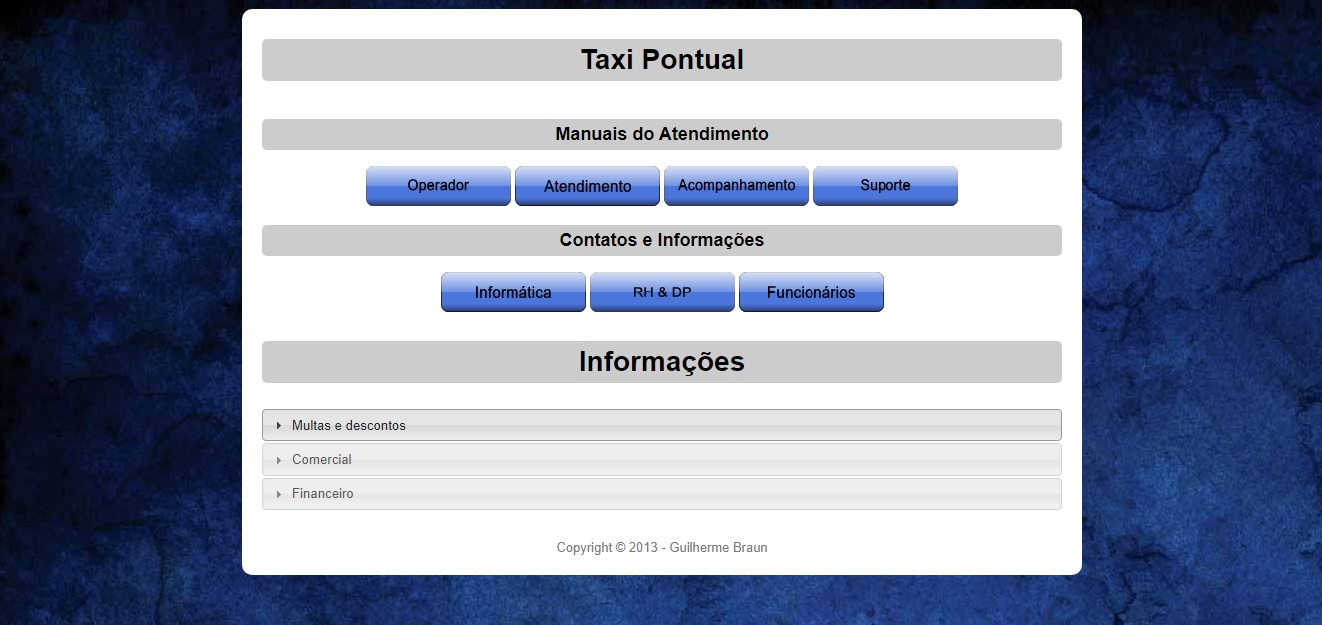 Taxi Pontual
Manuais do Atendimento
Operador Atendimento Acompanhamento Suporte
Contatos e Informações
Informática RH & DP Funcionários
Informações
Multas e descontos
Comercial
Financeiro
Copyright © 2013 - Guilherme Braun